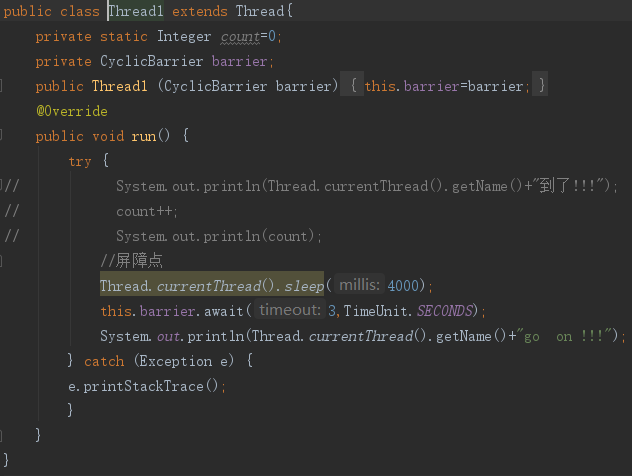 public class Thread1 extends Thread{
private static Integer count=0;
private CyclicBarrier barrier;
public Thread1 (CyclicBarrier barrier) { this.barrier=barrier; }
@Override
public void run() {
try {
// System.out.println(Thread.currentThread().getName()+"到了!!!");
// count++;
// System.out.println(count);
//屏障点
Thread.currentThread().sleep( millis: 4000);
this.barrier.await( timeout: 3,TimeUnit.SECONDS);
System.out.println(Thread.currentThread().getName()+"go  on !!!");
} catch (Exception e) {
e.printStackTrace();
}
}
}